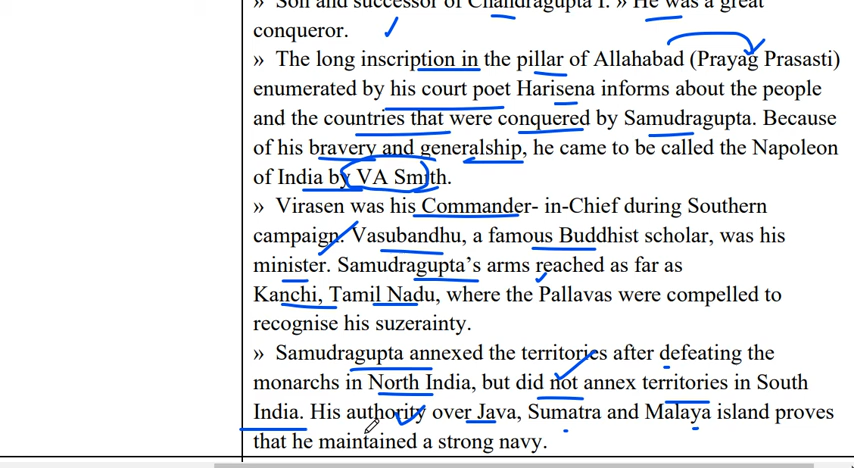 » Son and successor of Chandragupta I. » He was a great
conqueror.
» The long inscription in the pillar of Allahabad (Prayag Prasasti)
enumerated by his court poet Harisena informs about the people
and the countries that were conquered by Samudragupta. Because
of his bravery and generalship, he came to be called the Napoleon
of India by VA Smith.
» Virasen was his Commander- in-Chief during Southern
campaign. Vasubandhu, a famous Buddhist scholar, was his
minister. Samudragupta’s arms reached as far as
Kanchi, Tamil Nadu, where the Pallavas were compelled to
recognise his suzerainty.
» Samudragupta annexed the territories after defeating the
monarchs in North India, but did not annex territories in South
India. His authority over Java, Sumatra and Malaya island proves
that he maintained a strong navy.